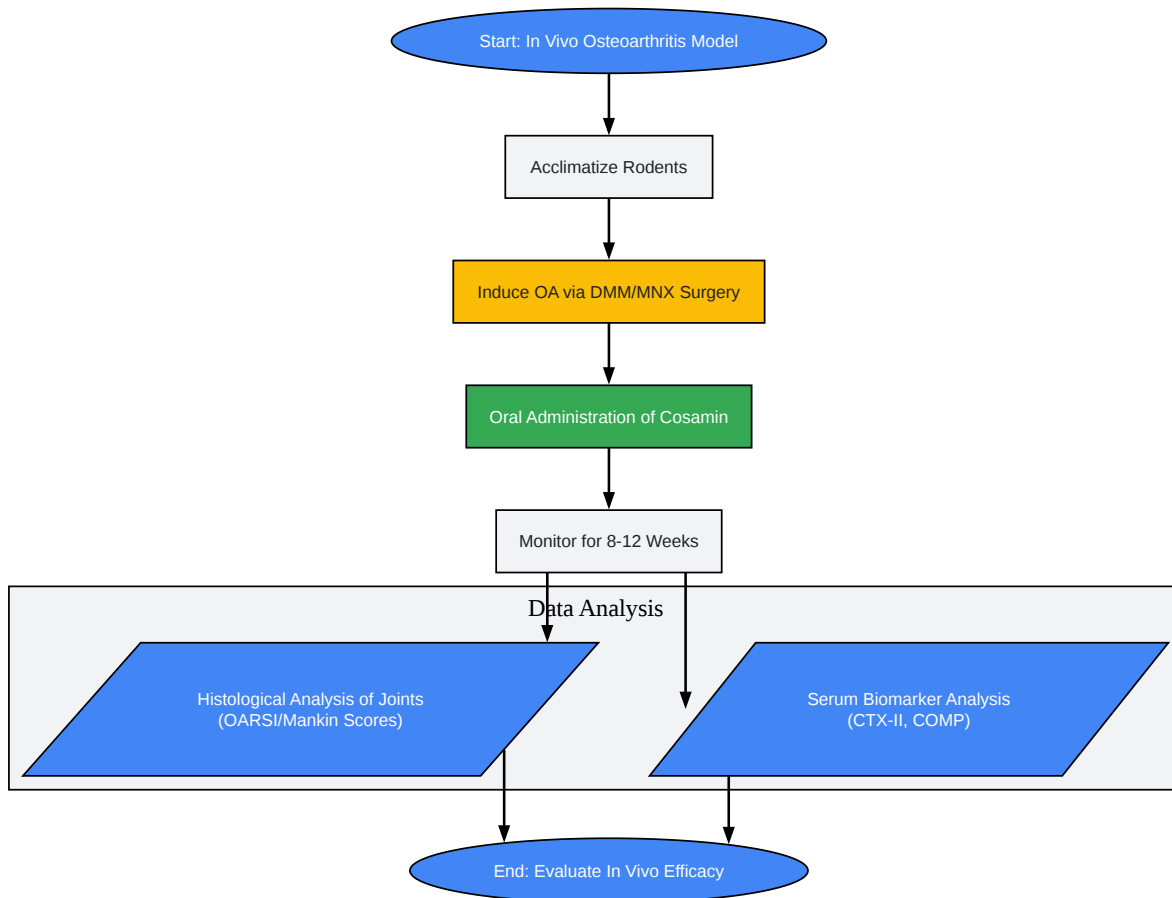 Start: In Vivo Osteoarthritis Model
Acclimatize Rodents
Induce OA via DMM/MNX Surgery
Oral Administration of Cosamin
Monitor for 8-12 Weeks
Data Analysis
Histological Analysis of Joints
(OARSI/Mankin Scores)
Serum Biomarker Analysis
(CTX-II, COMP)
End: Evaluate In Vivo Efficacy